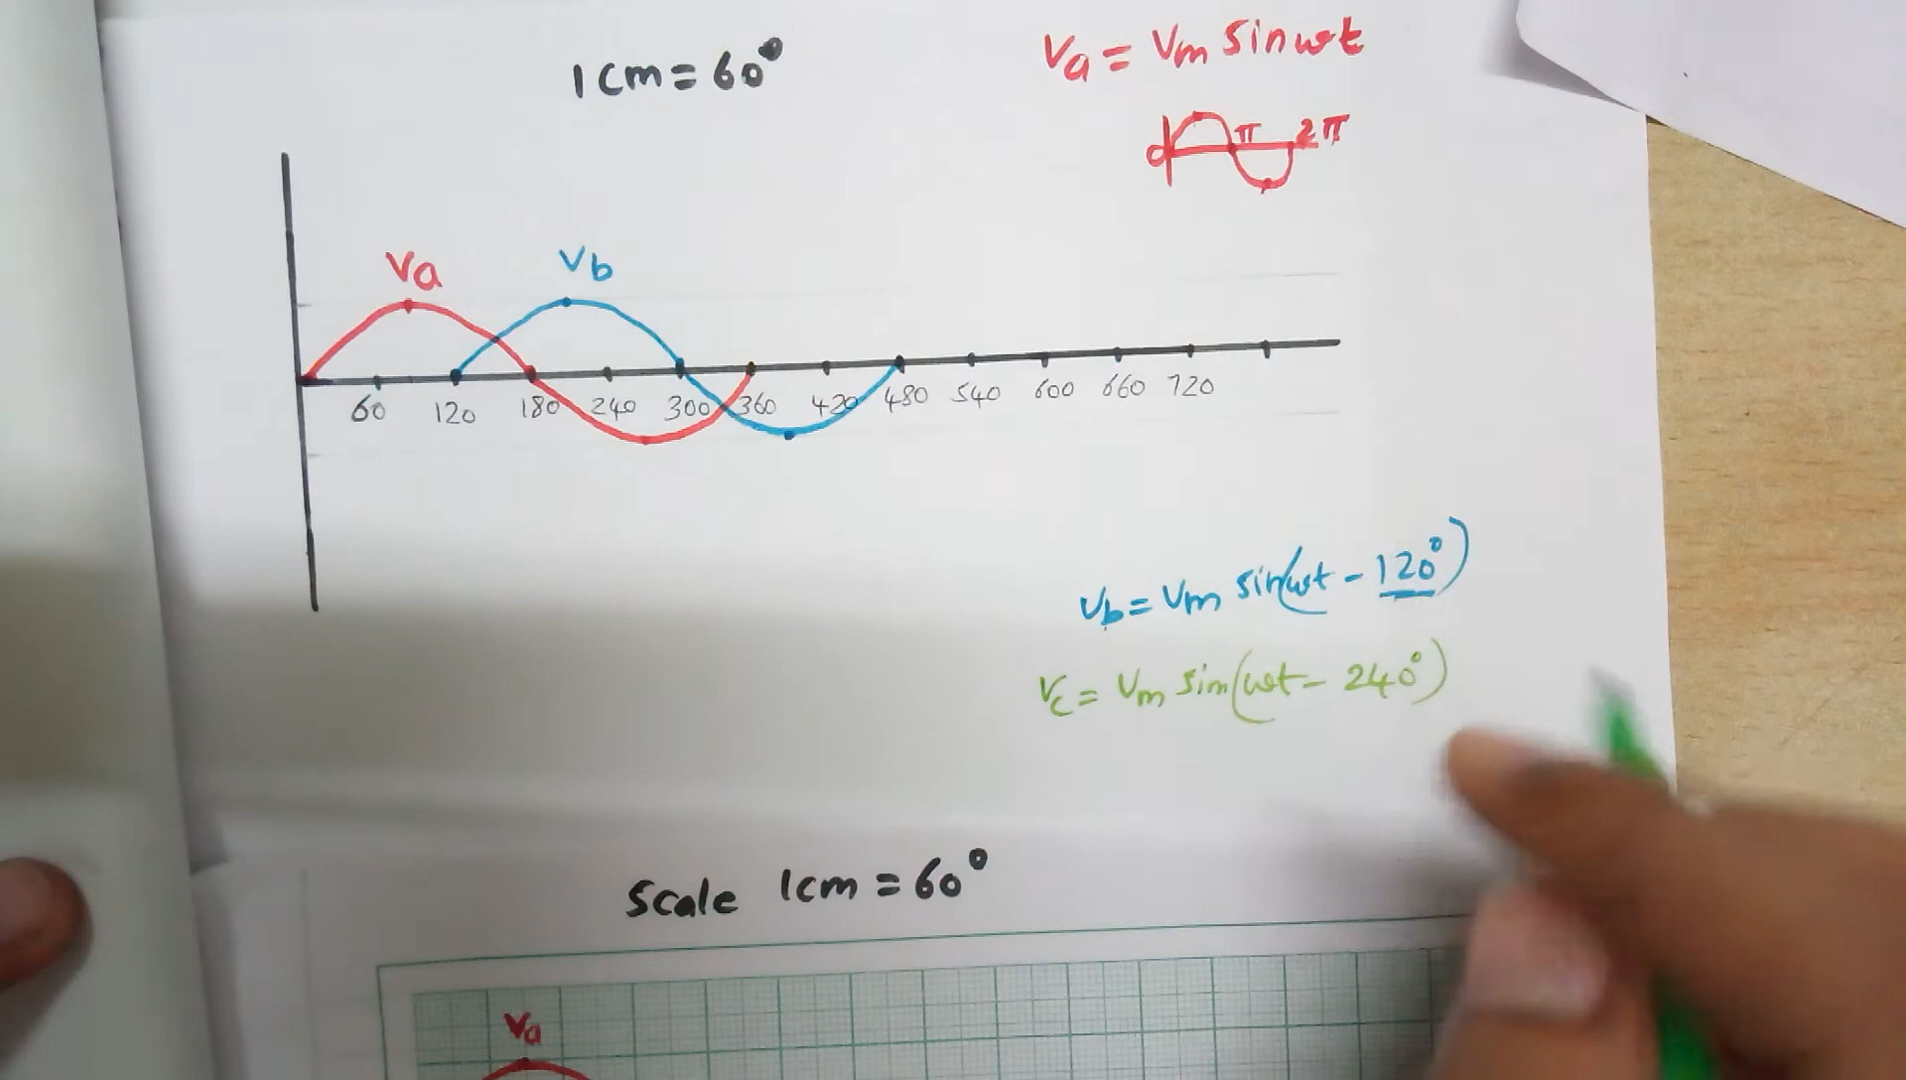 1cm = 60°
Va = Vm sinωt
0 π 2π
Va Vb
60 120 180 240 300 360 420 480 540 600 660 720
Vb = Vm sin(ωt - 120°)
Vc = Vm sin(ωt - 240°)
Scale 1cm = 60°
Va